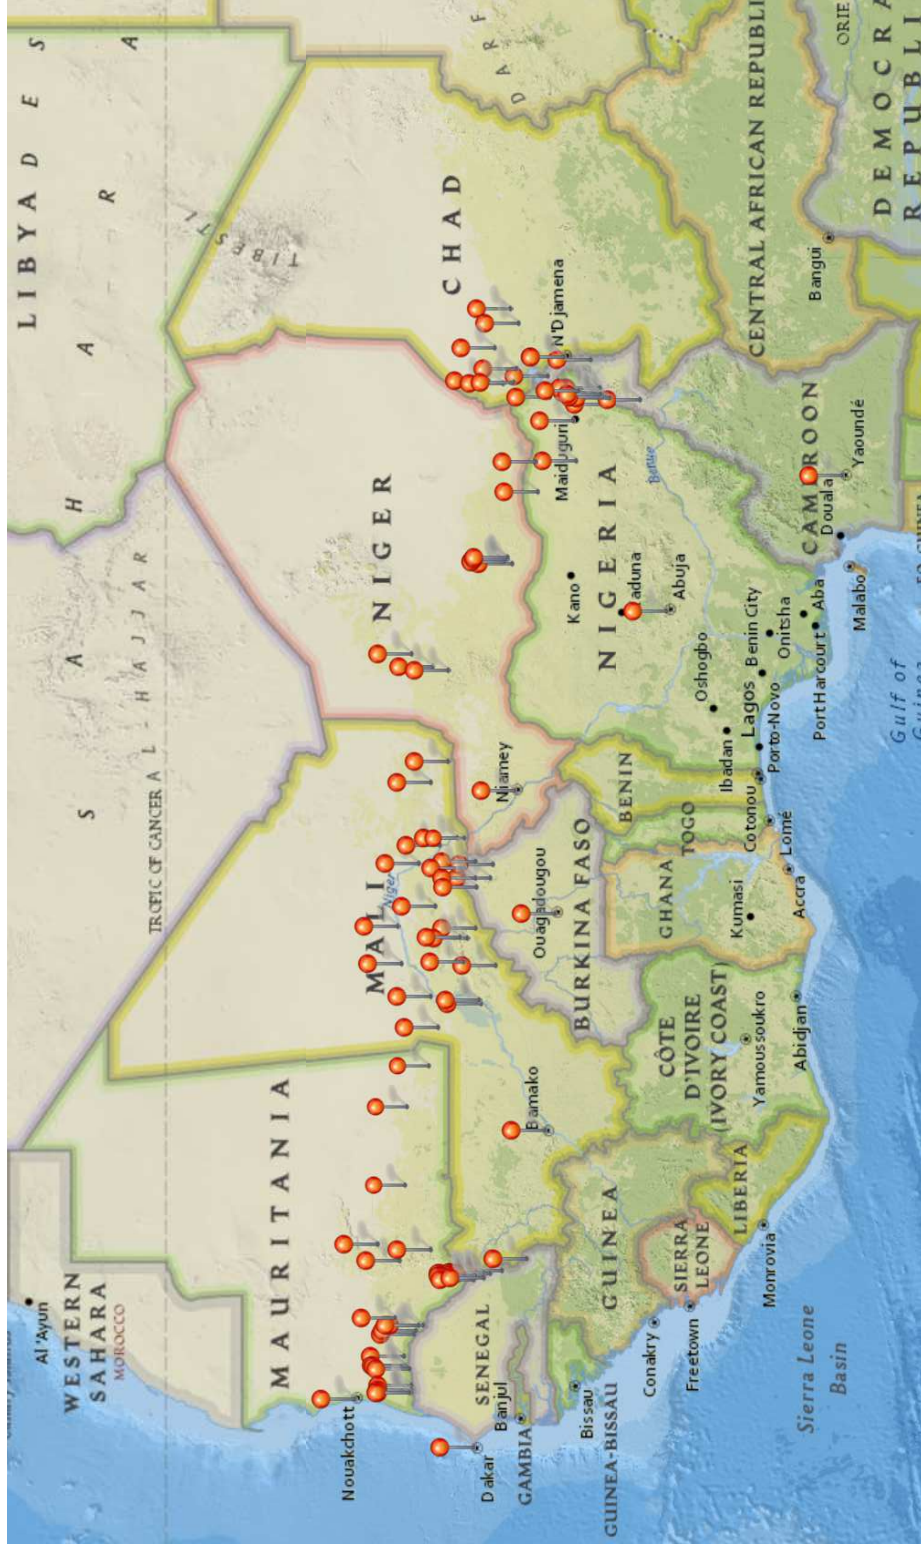 LIBYA
D E S
S A H A R A
TROPIC OF CANCER
A L - H A J J A R
TIBESTI
D A R F
Al 'Ayun
WESTERN
SAHARA
MOROCCO
MAURITANIA
MALI
Niger
NIGER
CHAD
Nouakchott
Dakar
SENEGAL
Banjul
GAMBIA
Bissau
GUINEA-BISSAU
GUINEA
Conakry
Freetown
SIERRA
LEONE
Monrovia
LIBERIA
Bamako
BURKINA FASO
Ouagadougou
Niamey
CÔTE
D'IVOIRE
(IVORY COAST)
Yamoussoukro
Abidjan
GHANA
Kumasi
Accra
TOGO
Lomé
BENIN
Cotonou
Porto-Novo
NIGERIA
Kano
Maiduguri
aduna
Abuja
Oshogbo
Ibadan
Lagos
Benin City
Onitsha
Aba
Port Harcourt
Benue
N'Djamena
CAMEROON
Douala
Yaoundé
Malabo
CENTRAL AFRICAN REPUBLI
Bangui
ORIE
DEMOCRA
REPUBL
Gulf of
Sierra Leone
Basin